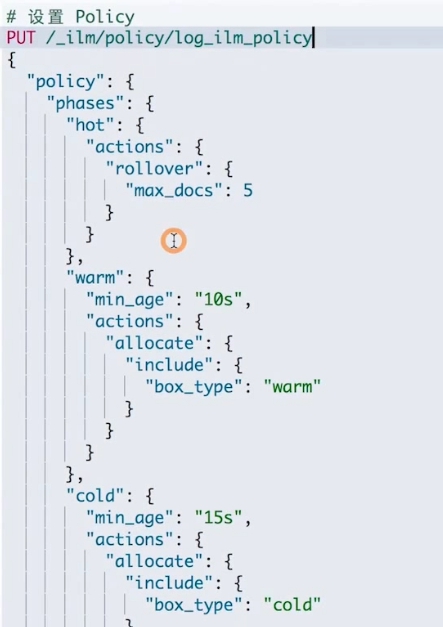 # 设置 Policy
PUT /_ilm/policy/log_ilm_policy
{
  "policy": {
    "phases": {
      "hot": {
        "actions": {
          "rollover": {
            "max_docs": 5
          }
        }
      },
      "warm": {
        "min_age": "10s",
        "actions": {
          "allocate": {
            "include": {
              "box_type": "warm"
            }
          }
        }
      },
      "cold": {
        "min_age": "15s",
        "actions": {
          "allocate": {
            "include": {
              "box_type": "cold"
            }